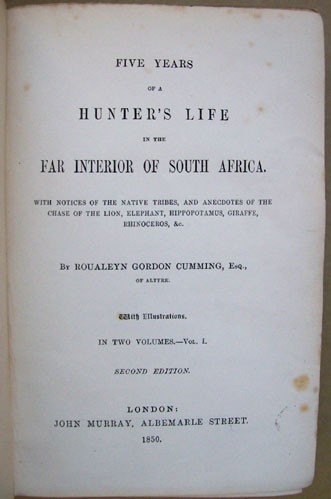 FIVE YEARS
OF A
HUNTER'S LIFE
IN THE
FAR INTERIOR OF SOUTH AFRICA.
WITH NOTICES OF THE NATIVE TRIBES, AND ANECDOTES OF THE
CHASE OF THE LION, ELEPHANT, HIPPOPOTAMUS, GIRAFFE,
RHINOCEROS, &c.
BY ROUALEYN GORDON CUMMING, ESQ.,
OF ALTYRE.
With Illustrations.
IN TWO VOLUMES.—VOL. I.
SECOND EDITION.
LONDON:
JOHN MURRAY, ALBEMARLE STREET.
1850.